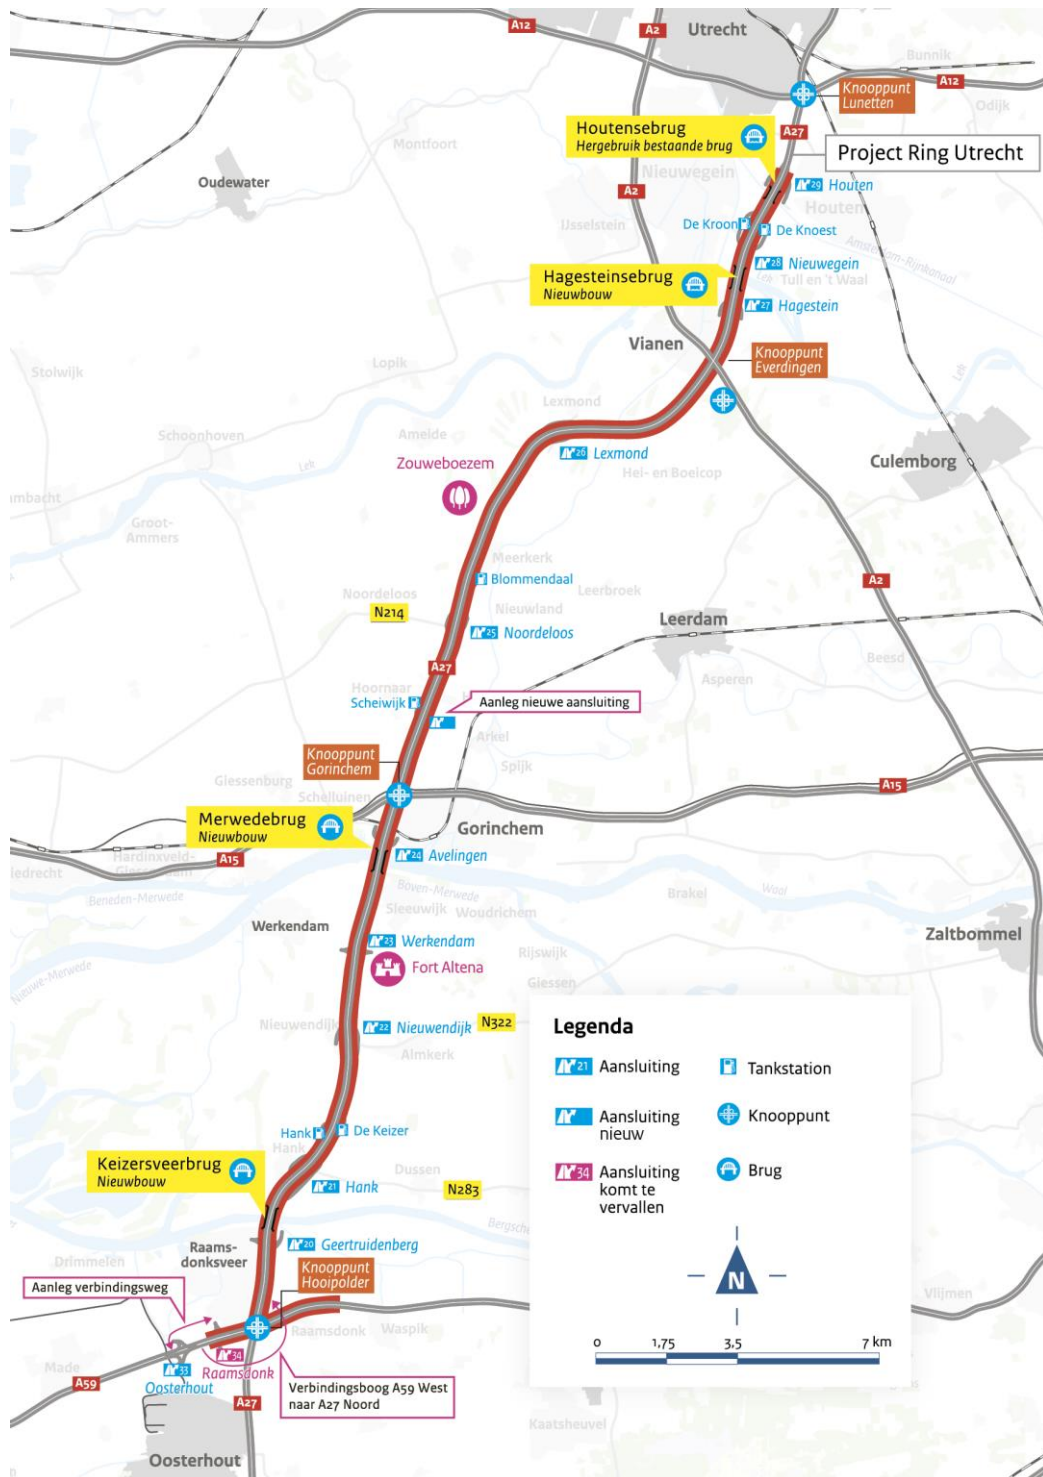 A12
A2
Utrecht
Bunnik
A12
Knooppunt
Lunetten
Odijk
Houtensebrug
Hergebruik bestaande brug
A27
Project Ring Utrecht
Montfoort
Nieuwegein
Oudewater
A2
29 Houten
Houten
IJsselstein
De Kroon
De Knoest
Amsterdam-Rijnkanaal
28 Nieuwegein
Hagesteinsebrug
Nieuwbouw
Lek
Tull en 't Waal
27 Hagestein
Vianen
Knooppunt
Everdingen
Lopik
Stolwijk
Lek
Lexmond
Schoonhoven
Ameide
26 Lexmond
Zouweboezem
Culemborg
Lek
Hei- en Boeicop
Groot-
Ammers
Meerkerk
Blommendaal
A2
Noordeloos
Leerbroek
N214
Nieuwland
Leerdam
25 Noordeloos
A27
Beesd
Hoornaar
Asperen
Scheiwijk
Aanleg nieuwe aansluiting
Arkel
Knooppunt
Gorinchem
Spijk
Giessenburg
A15
Schelluinen
Merwedebrug
Nieuwbouw
Gorinchem
A15
24 Avelingen
Boven-Merwede
Brakel
Waal
Beneden-Merwede
Sleeuwijk
Woudrichem
Werkendam
23 Werkendam
Rijswijk
Zaltbommel
Fort Altena
Nieuwe-Merwede
Giessen
Nieuwendijk
22 Nieuwendijk
N322
Almkerk
Hank
De Keizer
Hank
Keizersveerbrug
Nieuwbouw
Dussen
21 Hank
N283
Raams-
donksveer
20 Geertruidenberg
Drimmelen
Knooppunt
Hooipolder
Aanleg verbindingsweg
Raamsdonk
Waspik
Vlijmen
Made
34
Raamsdonk
33
Oosterhout
A59
A27
Verbindingsboog A59 West
naar A27 Noord
Kaatsheuvel
Oosterhout
Legenda
21 Aansluiting
Tankstation
Aansluiting
nieuw
Knooppunt
34 Aansluiting
komt te
vervallen
Brug
N
0 1,75 3,5 7 km